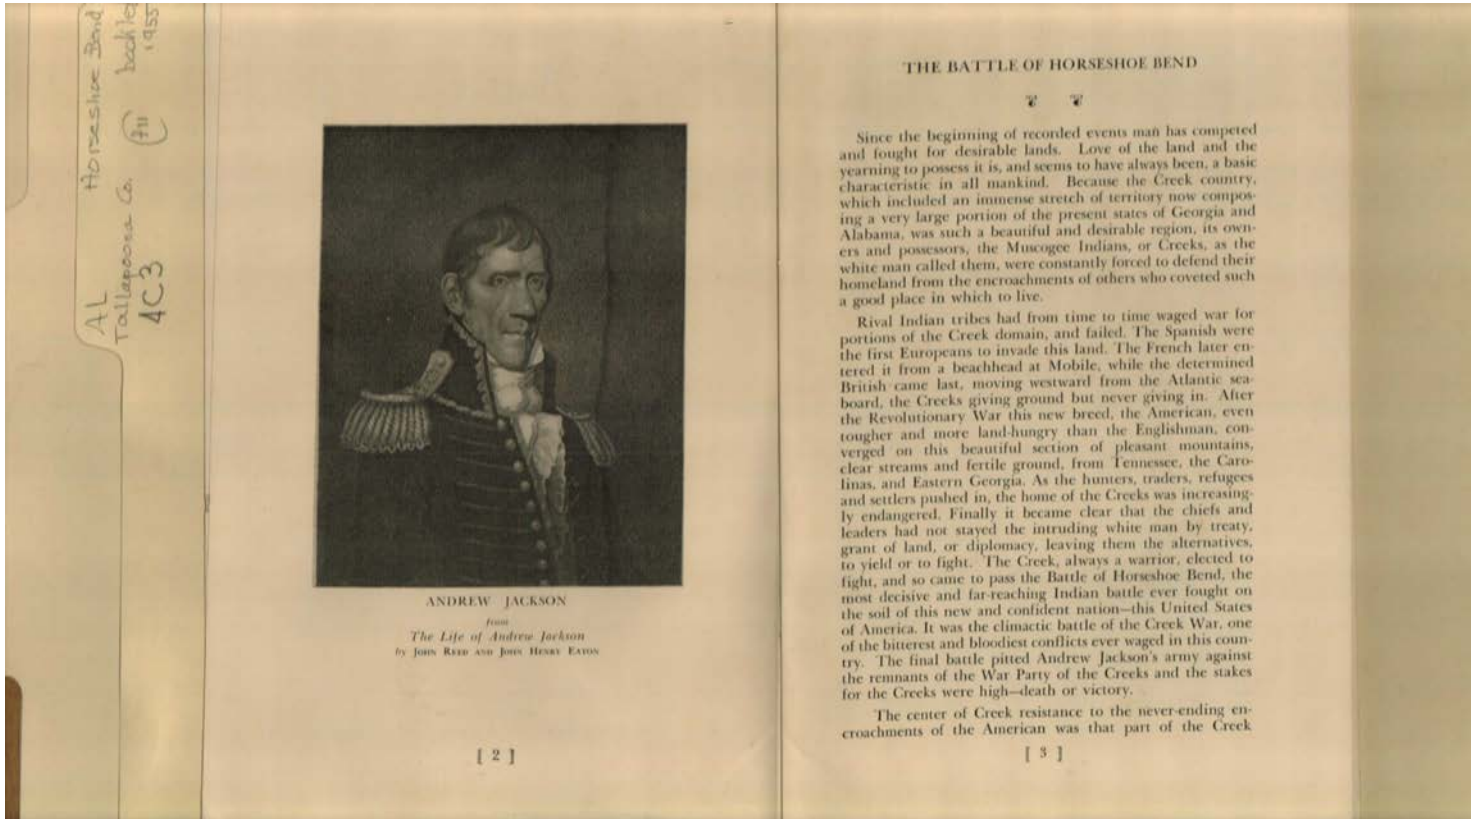 AL Horseshoe Bend
Tallapoosa Co. (711) booklet
4C3 1955
ANDREW JACKSON
from
The Life of Andrew Jackson
by JOHN REED AND JOHN HENRY EATON
[ 2 ]
THE BATTLE OF HORSESHOE BEND
Since the beginning of recorded events man has competed
and fought for desirable lands. Love of the land and the
yearning to possess it is, and seems to have always been, a basic
characteristic in all mankind. Because the Creek country,
which included an immense stretch of territory now compos-
ing a very large portion of the present states of Georgia and
Alabama, was such a beautiful and desirable region, its own-
ers and possessors, the Muscogee Indians, or Creeks, as the
white man called them, were constantly forced to defend their
homeland from the encroachments of others who coveted such
a good place in which to live.
Rival Indian tribes had from time to time waged war for
portions of the Creek domain, and failed. The Spanish were
the first Europeans to invade this land. The French later en-
tered it from a beachhead at Mobile, while the determined
British came last, moving westward from the Atlantic sea-
board, the Creeks giving ground but never giving in. After
the Revolutionary War this new breed, the American, even
tougher and more land-hungry than the Englishman, con-
verged on this beautiful section of pleasant mountains,
clear streams and fertile ground, from Tennessee, the Caro-
linas, and Eastern Georgia. As the hunters, traders, refugees
and settlers pushed in, the home of the Creeks was increasing-
ly endangered. Finally it became clear that the chiefs and
leaders had not stayed the intruding white man by treaty,
grant of land, or diplomacy, leaving them the alternatives,
to yield or to fight. The Creek, always a warrior, elected to
fight, and so came to pass the Battle of Horseshoe Bend, the
most decisive and far-reaching Indian battle ever fought on
the soil of this new and confident nation—this United States
of America. It was the climactic battle of the Creek War, one
of the bitterest and bloodiest conflicts ever waged in this coun-
try. The final battle pitted Andrew Jackson's army against
the remnants of the War Party of the Creeks and the stakes
for the Creeks were high—death or victory.
The center of Creek resistance to the never-ending en-
croachments of the American was that part of the Creek
[ 3 ]